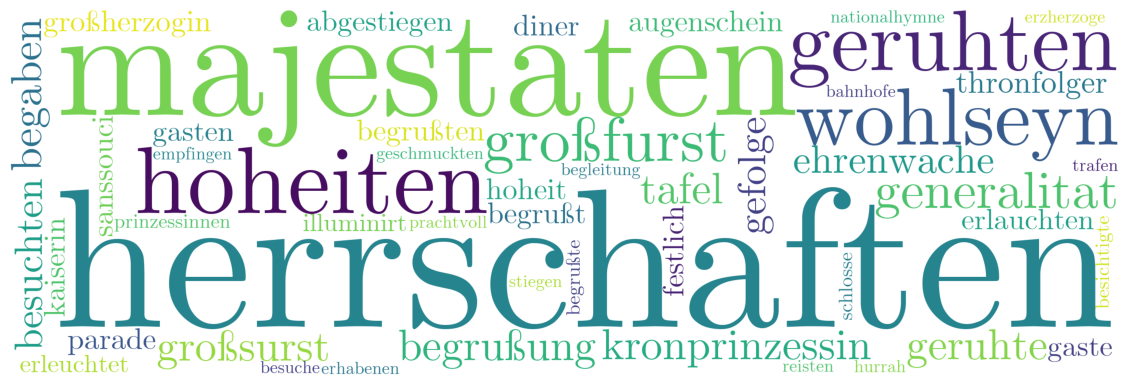 großherzogin
abgestiegen
diner
augenschein
nationalhymne
erzherzoge
majestaten
geruhten
thronfolger
bahnhofe
wohlseyn
besuchten
begaben
sanssouci
gasten
begrußten
großfurst
gefolge
empfingen
geschmuckten
begleitung
ehrenwache
trafen
hoheiten
hoheit
tafel
generalitat
begrußt
prinzessinnen
illuminirt
prachtvoll
erlauchten
kaiserin
herrschaften
festlich
begrußte
stiegen
schlosse
besichtigte
parade
großsurst
begrußung
kronprinzessin
geruhte
gaste
erleuchtet
besuche
erhabenen
reisten
hurrah